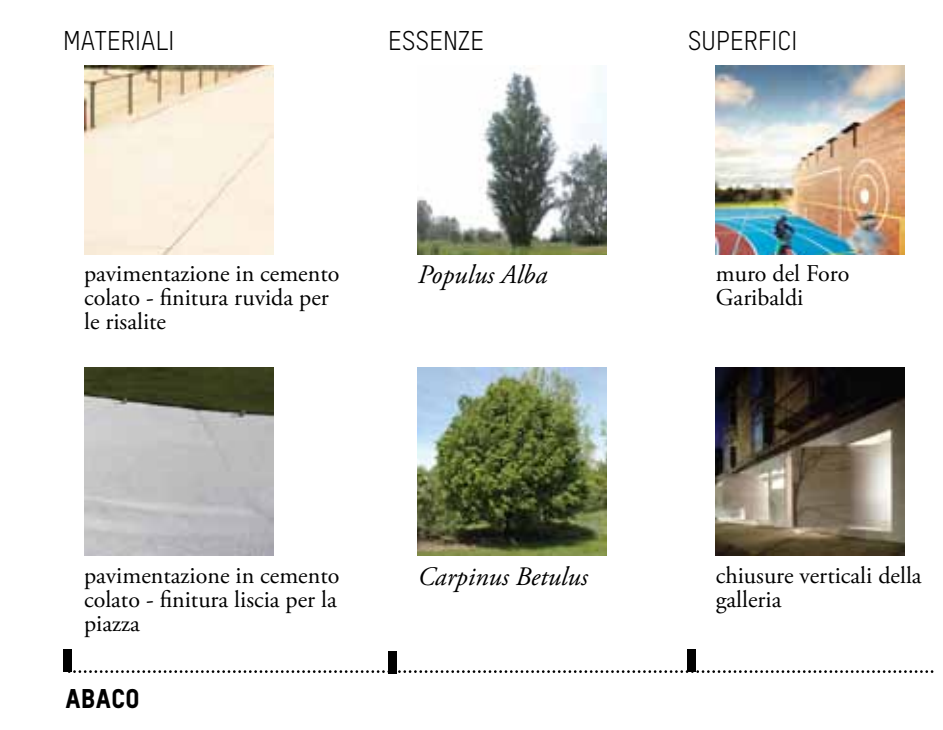 MATERIALI
ESSENZE
SUPERFICI
pavimentazione in cemento
colato - finitura ruvida per
le risalite
Populus Alba
muro del Foro
Garibaldi
pavimentazione in cemento
colato - finitura liscia per la
piazza
Carpinus Betulus
chiusure verticali della
galleria
ABACO